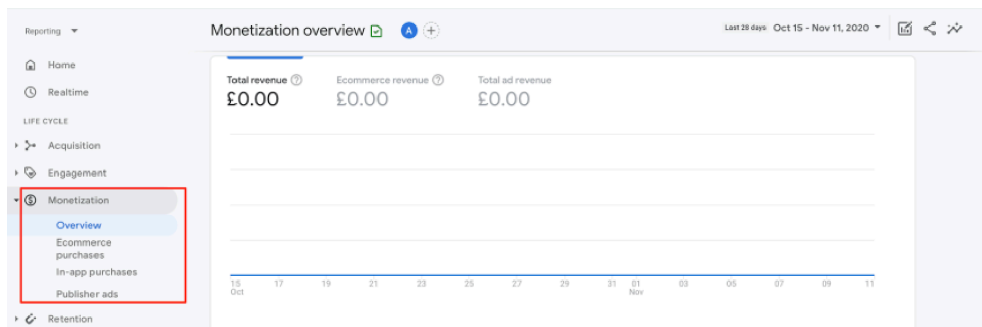 Reporting
Monetization overview
A
Last 28 days Oct 15 - Nov 11, 2020
Home
Realtime
LIFE CYCLE
Acquisition
Engagement
Monetization
Overview
Ecommerce
purchases
In-app purchases
Publisher ads
Retention
Total revenue Ecommerce revenue Total ad revenue
£0.00 £0.00 £0.00
15 17 19 21 23 25 27 29 31 01 03 05 07 09 11
Oct Nov